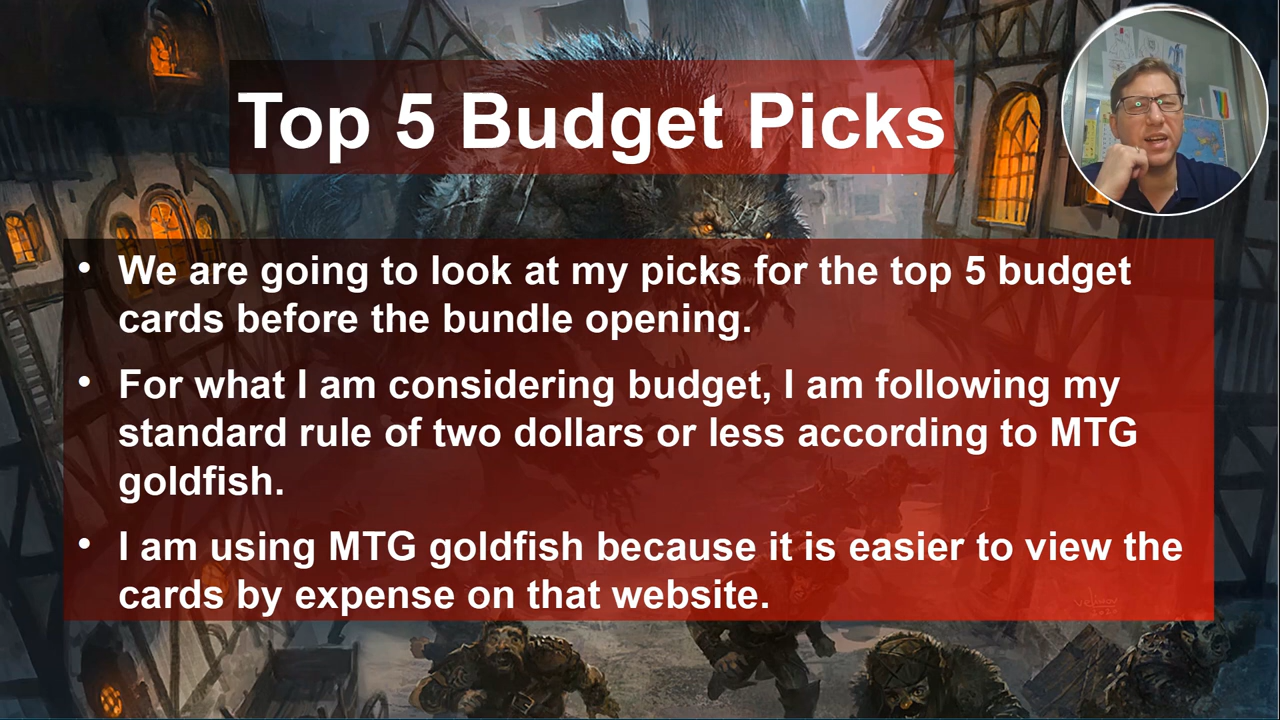 Top 5 Budget Picks
• We are going to look at my picks for the top 5 budget
cards before the bundle opening.
• For what I am considering budget, I am following my
standard rule of two dollars or less according to MTG
goldfish.
• I am using MTG goldfish because it is easier to view the
cards by expense on that website.